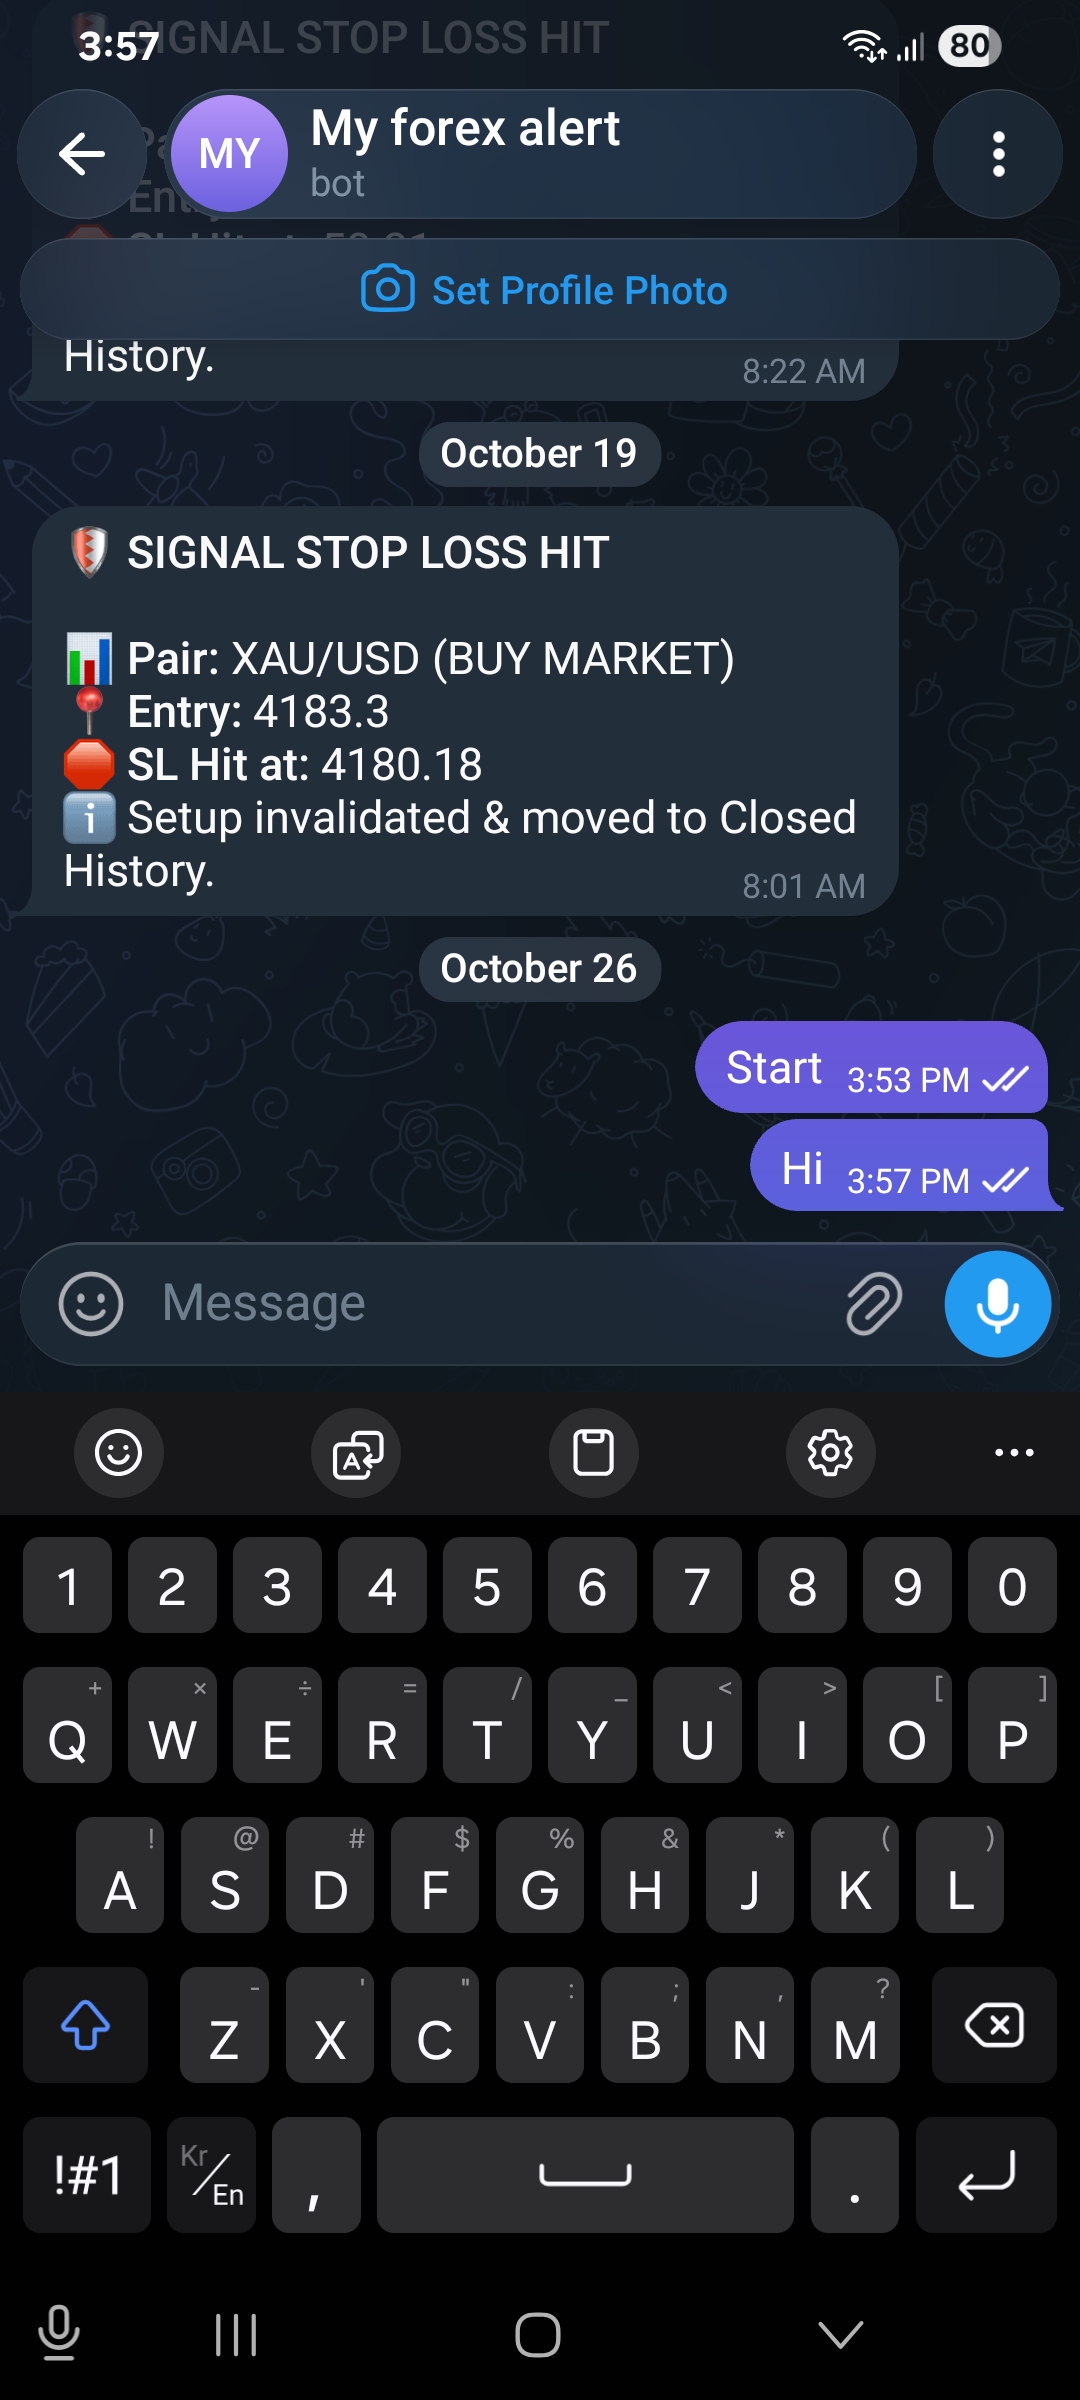 SIGNAL STOP LOSS HIT
3:57
80
MY
My forex alert
bot
Set Profile Photo
History.
8:22 AM
October 19
SIGNAL STOP LOSS HIT
Pair: XAU/USD (BUY MARKET)
Entry: 4183.3
SL Hit at: 4180.18
Setup invalidated & moved to Closed
History.
8:01 AM
October 26
Start 3:53 PM
Hi 3:57 PM
Message
1 2 3 4 5 6 7 8 9 0
+ × ÷ = / _ < > [ ]
Q W E R T Y U I O P
! @ # $ % & * ( )
A S D F G H J K L
- ' " : ; , ?
Z X C V B N M
!#1 Kr/En , .